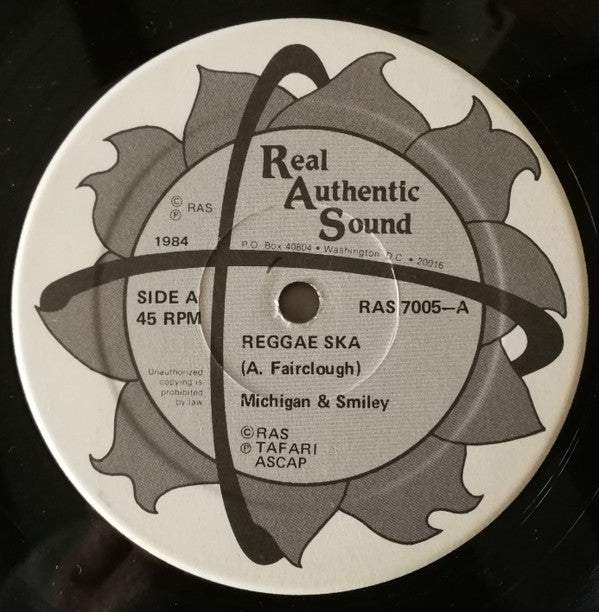 Real
Authentic
Sound
P.O. Box 40804 • Washington D.C. • 20016
© RAS
℗
1984
SIDE A
45 RPM
RAS 7005—A
Unauthorized
copying is
prohibited
by law
REGGAE SKA
(A. Fairclough)
Michigan & Smiley
© RAS
℗ TAFARI
ASCAP